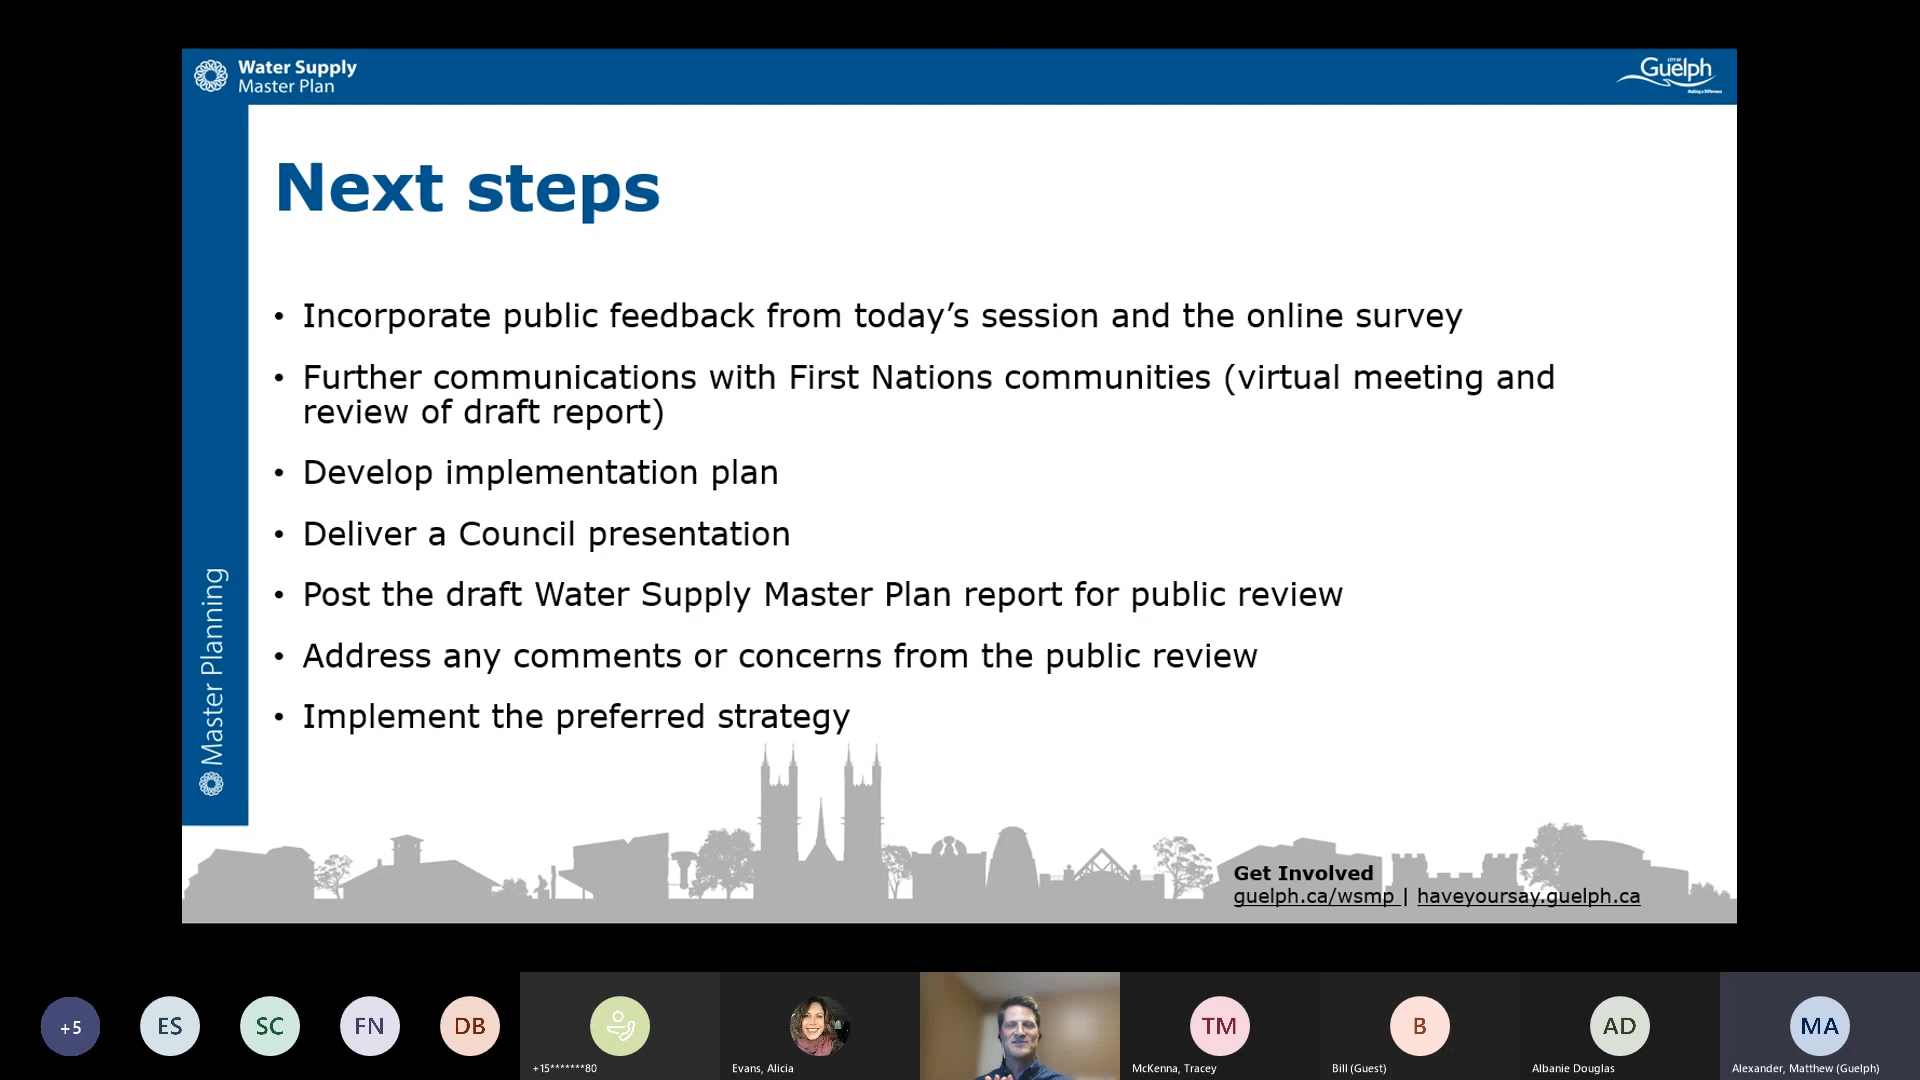 Water Supply
Master Plan
CITY OF
Guelph
Making a Difference
Next steps
• Incorporate public feedback from today’s session and the online survey
• Further communications with First Nations communities (virtual meeting and
review of draft report)
• Develop implementation plan
• Deliver a Council presentation
• Post the draft Water Supply Master Plan report for public review
• Address any comments or concerns from the public review
• Implement the preferred strategy
Master Planning
Get Involved
guelph.ca/wsmp | haveyoursay.guelph.ca
+5
ES
SC
FN
DB
+15*******80
Evans, Alicia
TM
McKenna, Tracey
B
Bill (Guest)
AD
Albanie Douglas
MA
Alexander, Matthew (Guelph)